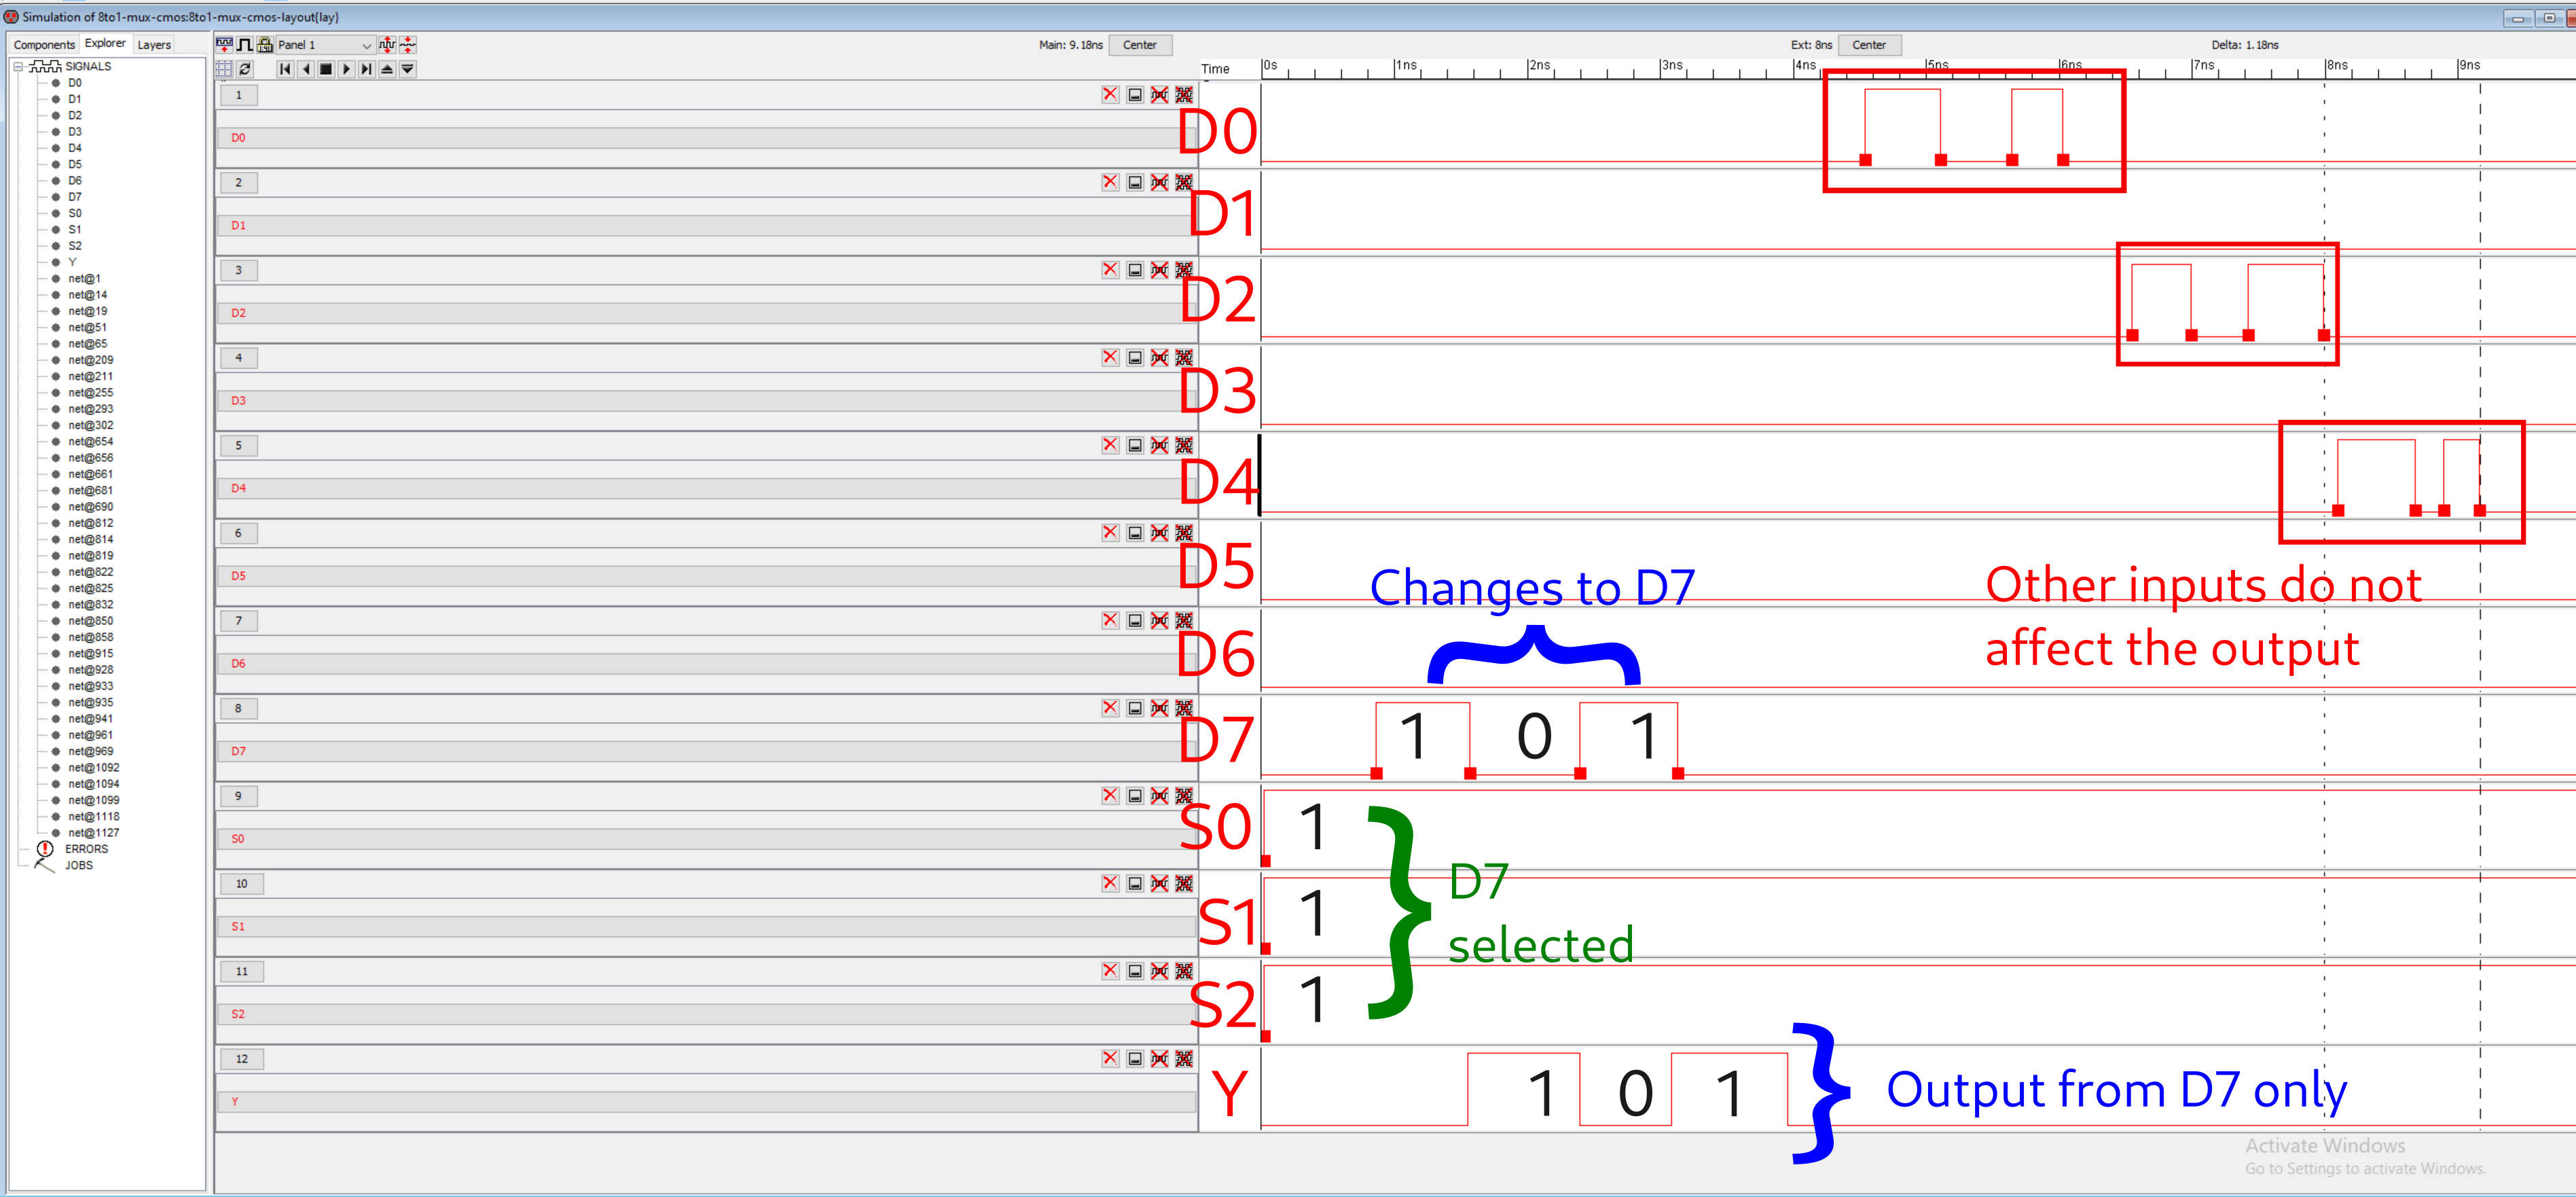 Simulation of 8to1-mux-cmos:8to1-mux-cmos-layout{lay}
Components Explorer Layers
SIGNALS
D0
D1
D2
D3
D4
D5
D6
D7
S0
S1
S2
Y
net@1
net@14
net@19
net@51
net@65
net@209
net@211
net@255
net@293
net@302
net@654
net@656
net@661
net@681
net@690
net@812
net@814
net@819
net@822
net@825
net@832
net@850
net@858
net@915
net@928
net@933
net@935
net@941
net@961
net@969
net@1092
net@1094
net@1099
net@1118
net@1127
ERRORS
JOBS
Panel 1 Main: 9.18ns Center Ext: 8ns Center Delta: 1.18ns
Time 0s 1ns 2ns 3ns 4ns 5ns 6ns 7ns 8ns 9ns
1
D0 D0
2
D1 D1
3
D2 D2
4
D3 D3
5
D4 D4
6
D5 D5
Changes to D7
Other inputs do not
affect the output
7
D6 D6
8
D7 D7 1 0 1
9
S0 S0 1
10
S1 S1 1
D7
selected
11
S2 S2 1
12
Y Y 1 0 1
Output from D7 only
Activate Windows
Go to Settings to activate Windows.